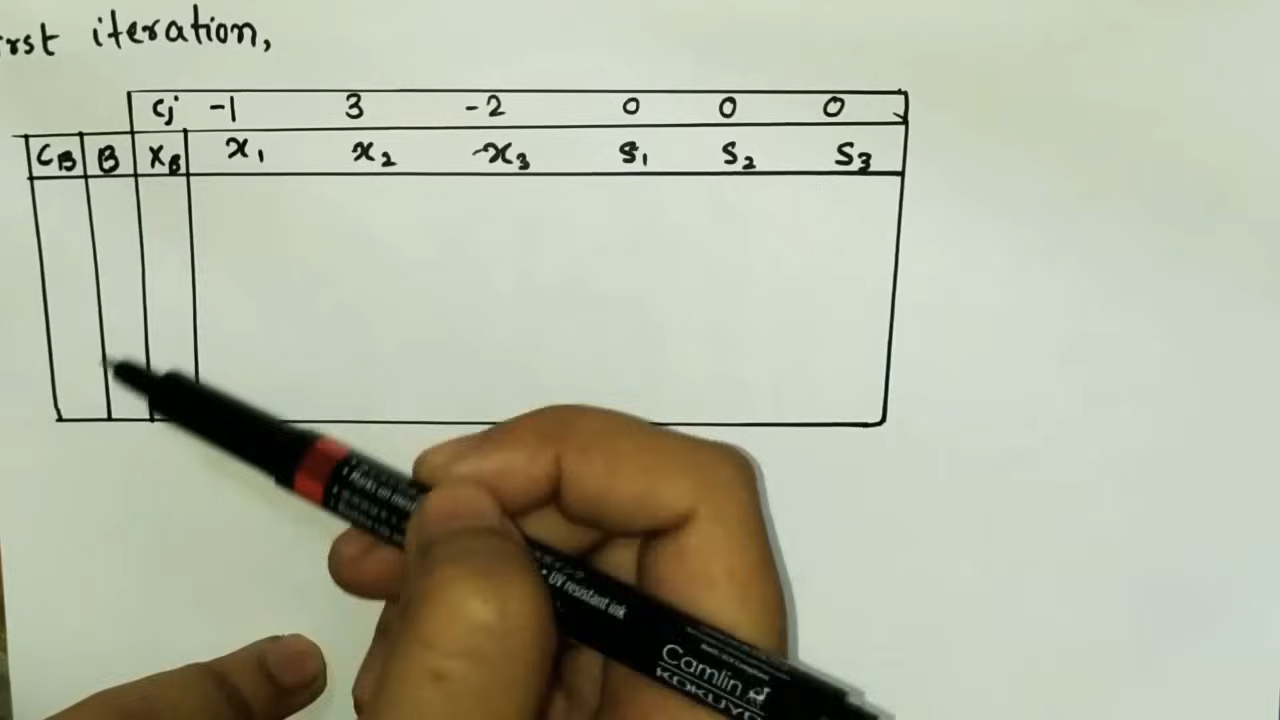 iteration,
Cj -1 3 -2 0 0 0
CB B XB x1 x2 x3 S1 S2 S3
• UV resistant ink
Camlin
KOKUYO